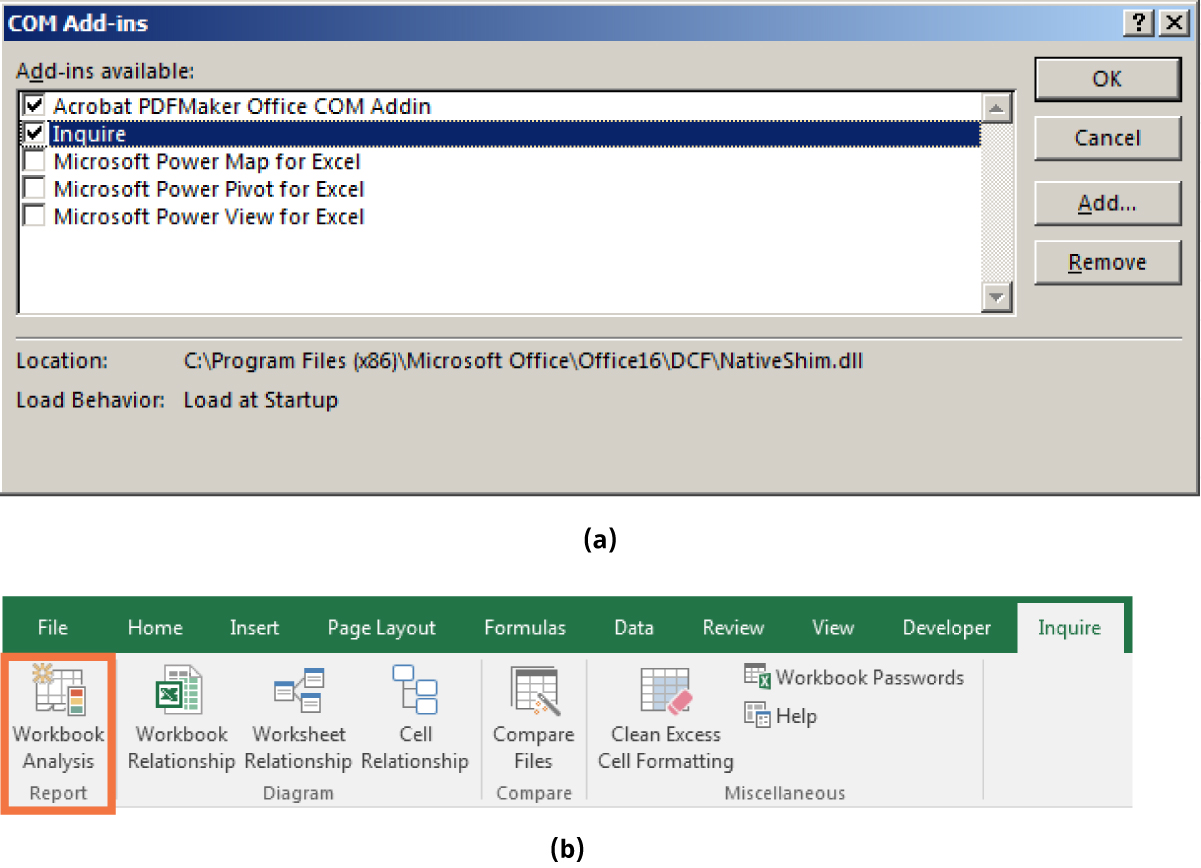 COM Add-ins
?
Add-ins available:
OK
Acrobat PDFMaker Office COM Addin
Inquire
Cancel
Microsoft Power Map for Excel
Microsoft Power Pivot for Excel
Add...
Microsoft Power View for Excel
Remove
Location: C:\Program Files (x86)\Microsoft Office\Office16\DCF\NativeShim.dll
Load Behavior: Load at Startup
(a)
File Home Insert Page Layout Formulas Data Review View Developer Inquire
Workbook Analysis
Report
Workbook Relationship
Worksheet Relationship
Cell Relationship
Diagram
Compare Files
Compare
Clean Excess Cell Formatting
Workbook Passwords
Help
Miscellaneous
(b)